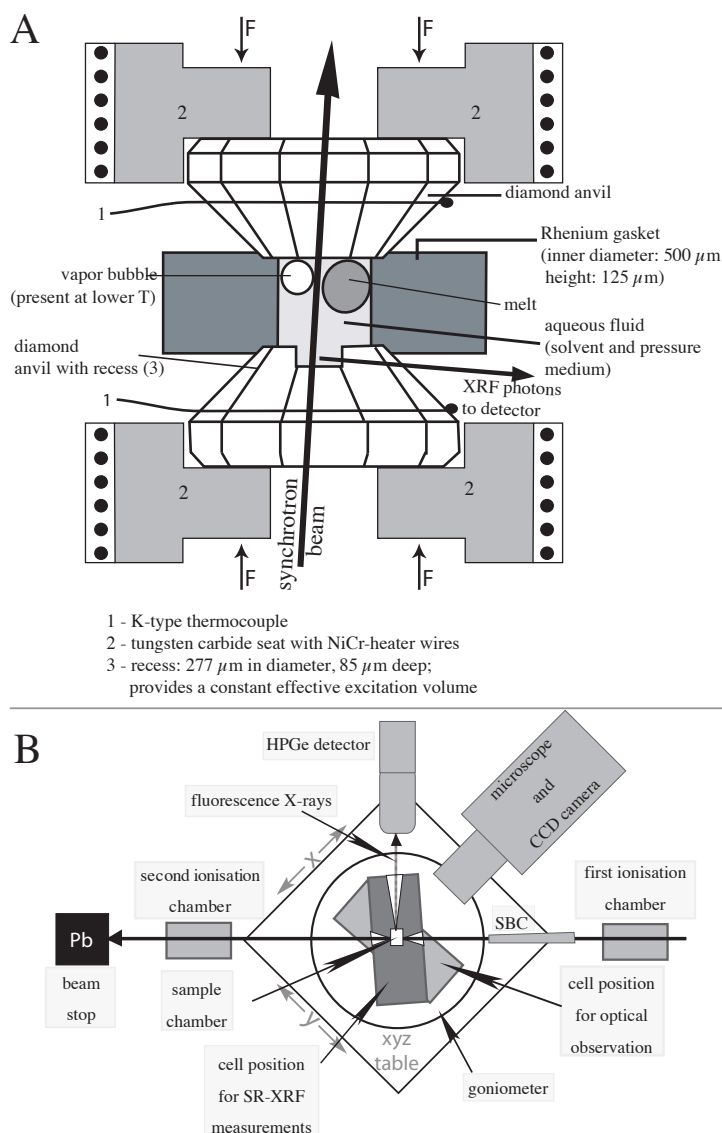 A
F
F
2
2
diamond anvil
1
Rhenium gasket
(inner diameter: 500 µm
height: 125 µm)
vapor bubble
(present at lower T)
melt
aqueous fluid
(solvent and pressure
medium)
diamond
anvil with recess (3)
XRF photons
to detector
1
2
2
synchrotron
beam
F
F
1 - K-type thermocouple
2 - tungsten carbide seat with NiCr-heater wires
3 - recess: 277 µm in diameter, 85 µm deep;
provides a constant effective excitation volume
B
HPGe detector
microscope
and
CCD camera
fluorescence X-rays
x
second ionisation
chamber
first ionisation
chamber
SBC
Pb
beam
stop
sample
chamber
cell position
for optical
observation
y
xyz
table
cell position
for SR-XRF
measurements
goniometer